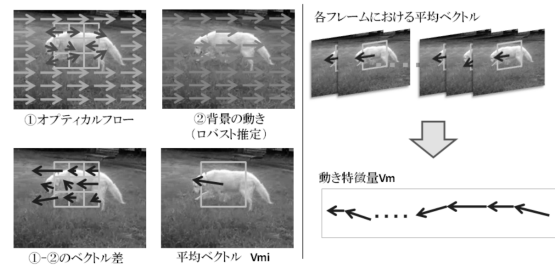 ①オプティカルフロー
②背景の動き
(ロバスト推定)
①-②のベクトル差
平均ベクトル Vmi
各フレームにおける平均ベクトル
動き特徴量Vm